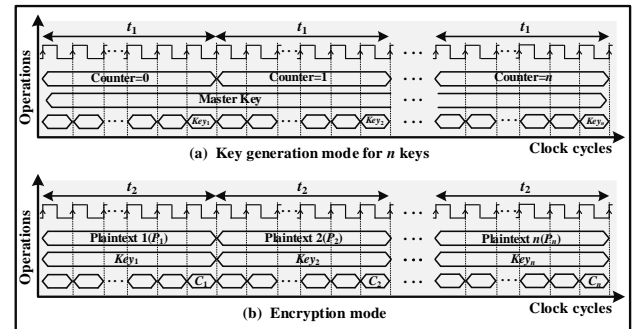 t1 t1 t1
Operations
Counter=0 Counter=1 Counter=n
Master Key
Key1 Key2 Keyn
Clock cycles
(a) Key generation mode for n keys
t2 t2 t2
Operations
Plaintext 1(P1) Plaintext 2(P2) Plaintext n(Pn)
Key1 Key2 Keyn
C1 C2 Cn
Clock cycles
(b) Encryption mode